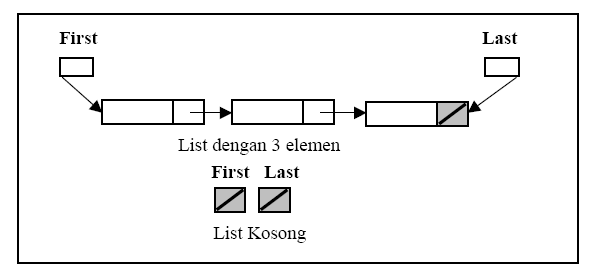 First Last
List dengan 3 elemen
First Last
List Kosong